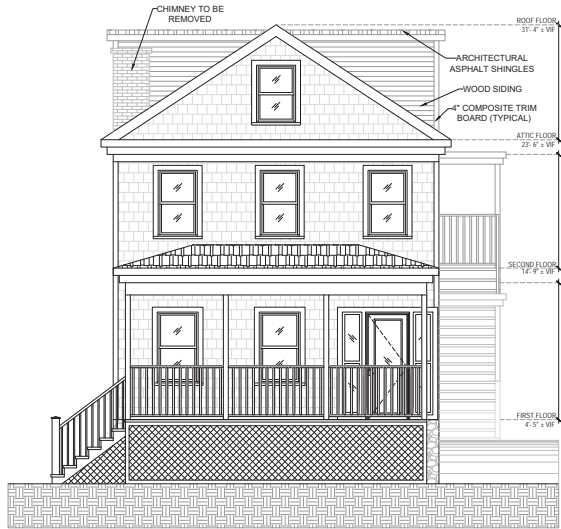 CHIMNEY TO BE
REMOVED
ROOF FLOOR
31'- 4" ± VIF
ARCHITECTURAL
ASPHALT SHINGLES
WOOD SIDING
4" COMPOSITE TRIM
BOARD (TYPICAL)
ATTIC FLOOR
23'- 6" ± VIF
SECOND FLOOR
14'- 9" ± VIF
FIRST FLOOR
4'- 5" ± VIF